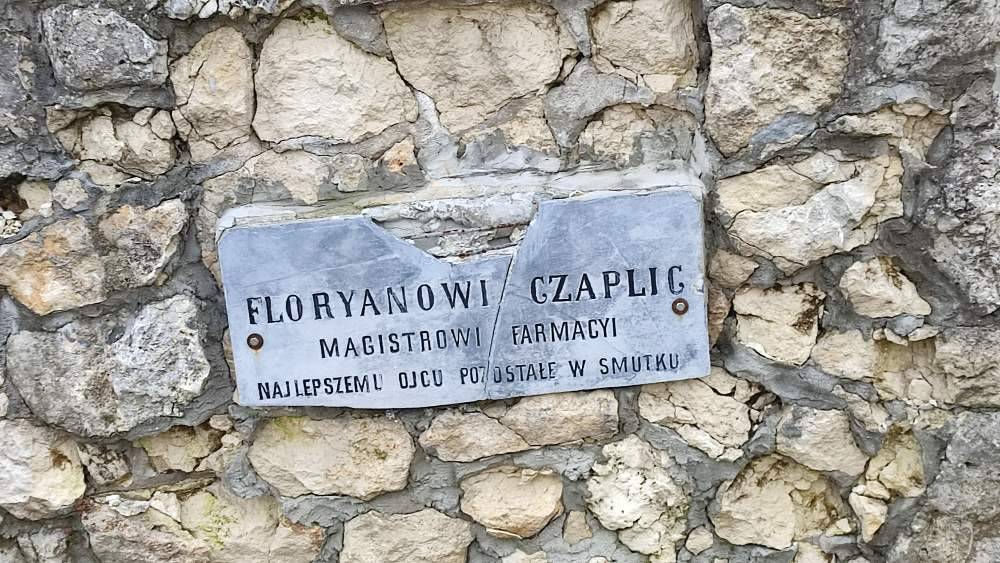 FLORYANOWI CZAPLIC
MAGISTROWI FARMACYI
NAJLEPSZEMU OJCU POZOSTAŁE W SMUTKU